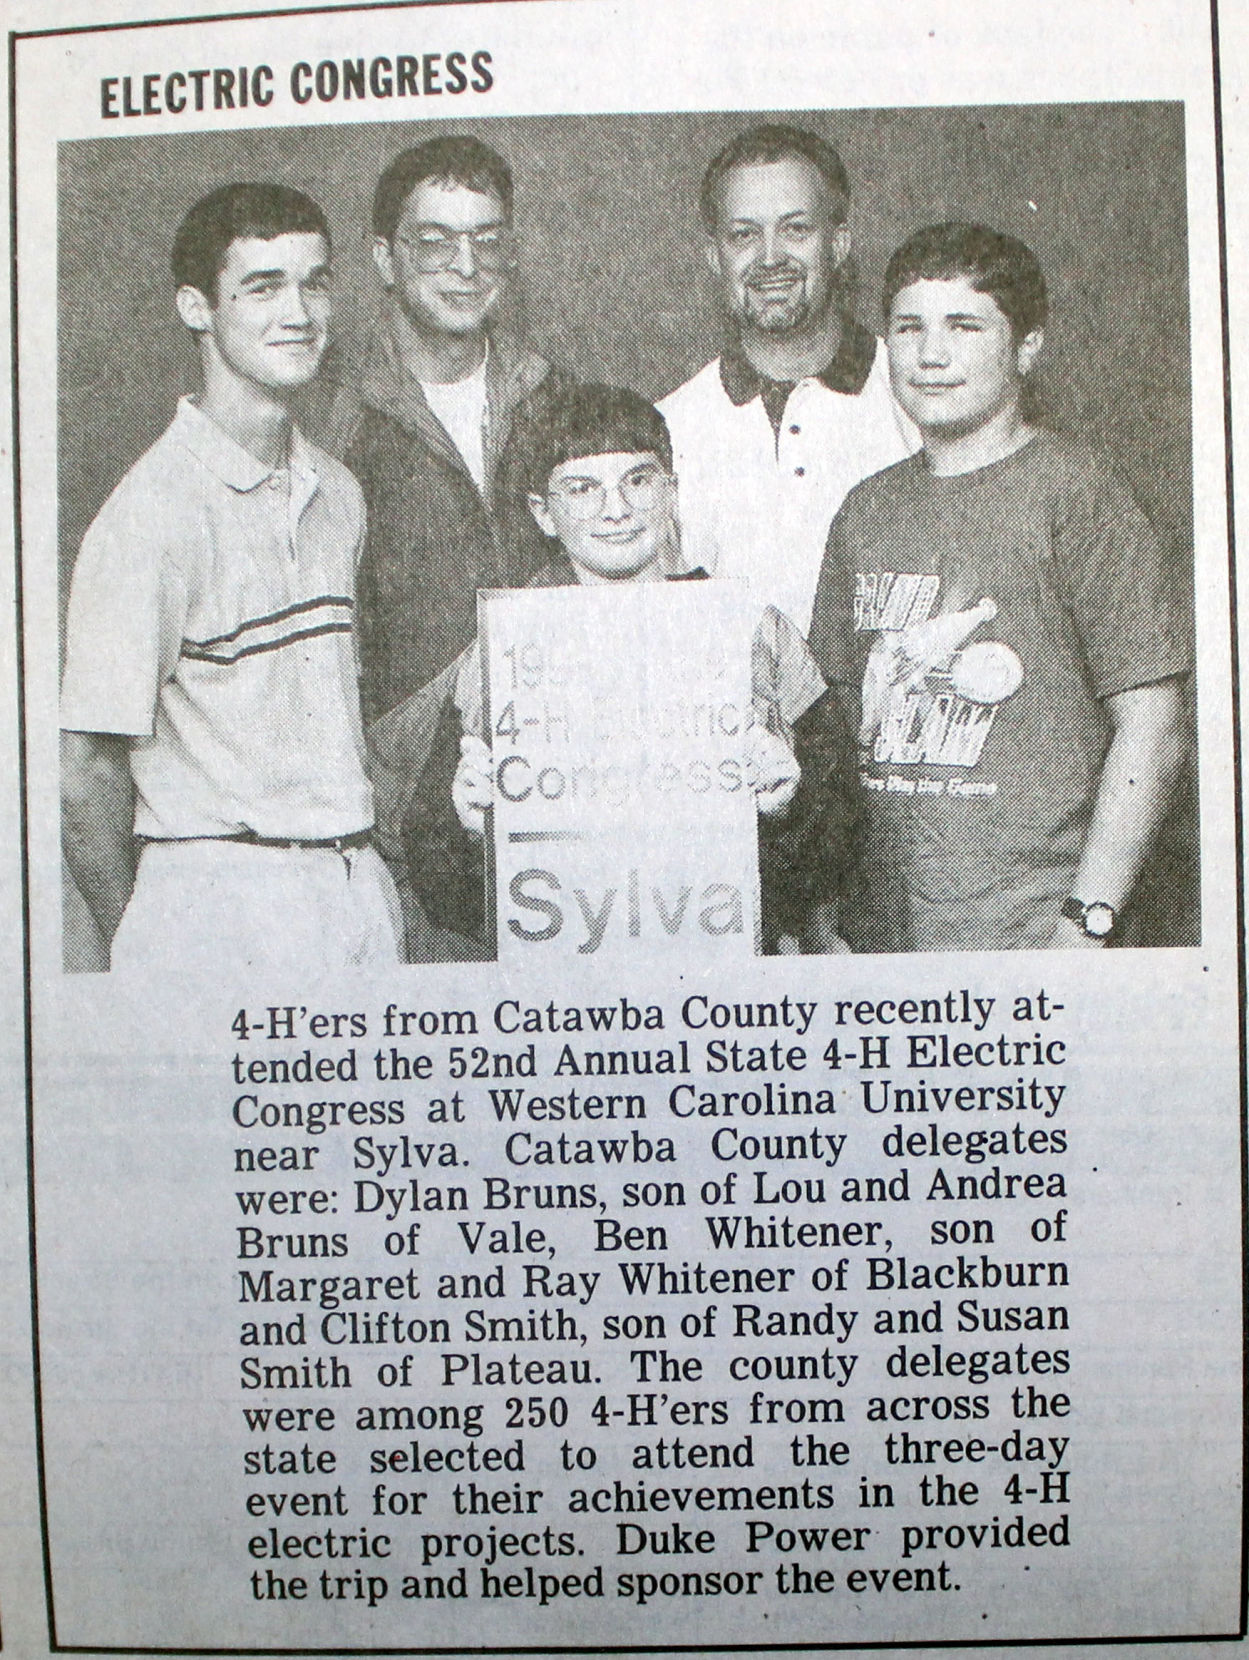 ELECTRIC CONGRESS
4-H Electric
Congress
Sylva
4-H'ers from Catawba County recently at-
tended the 52nd Annual State 4-H Electric
Congress at Western Carolina University
near Sylva. Catawba County delegates
were: Dylan Bruns, son of Lou and Andrea
Bruns of Vale, Ben Whitener, son of
Margaret and Ray Whitener of Blackburn
and Clifton Smith, son of Randy and Susan
Smith of Plateau. The county delegates
were among 250 4-H'ers from across the
state selected to attend the three-day
event for their achievements in the 4-H
electric projects. Duke Power provided
the trip and helped sponsor the event.